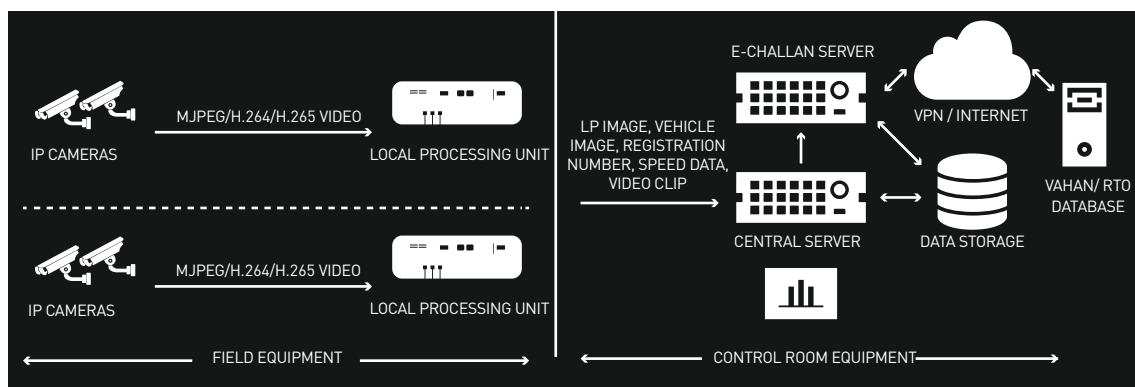 MJPEG/H.264/H.265 VIDEO
IP CAMERAS
LOCAL PROCESSING UNIT
MJPEG/H.264/H.265 VIDEO
IP CAMERAS
LOCAL PROCESSING UNIT
FIELD EQUIPMENT
E-CHALLAN SERVER
VPN / INTERNET
LP IMAGE, VEHICLE
IMAGE, REGISTRATION
NUMBER, SPEED DATA,
VIDEO CLIP
VAHAN/ RTO
DATABASE
CENTRAL SERVER
DATA STORAGE
CONTROL ROOM EQUIPMENT